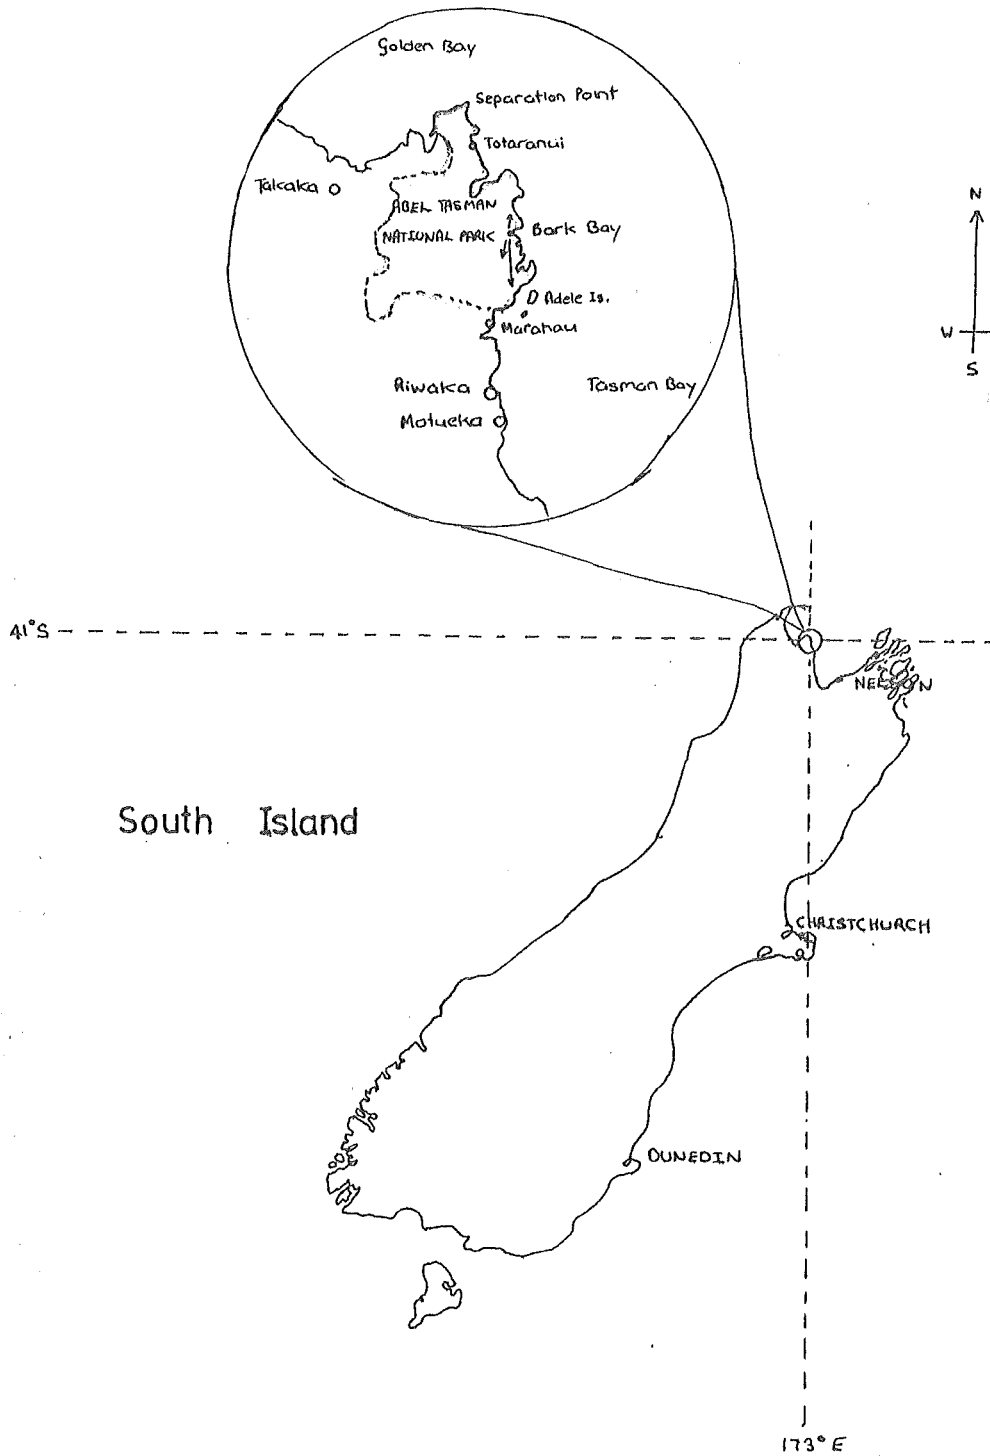 Golden Bay
Separation Point
Totaranui
Takaka
ABEL TASMAN
NATIONAL PARK
Bark Bay
Adele Is.
Marahau
Riwaka
Motueka
Tasman Bay
N
W
S
41°S
NELSON
South Island
CHRISTCHURCH
DUNEDIN
173°E